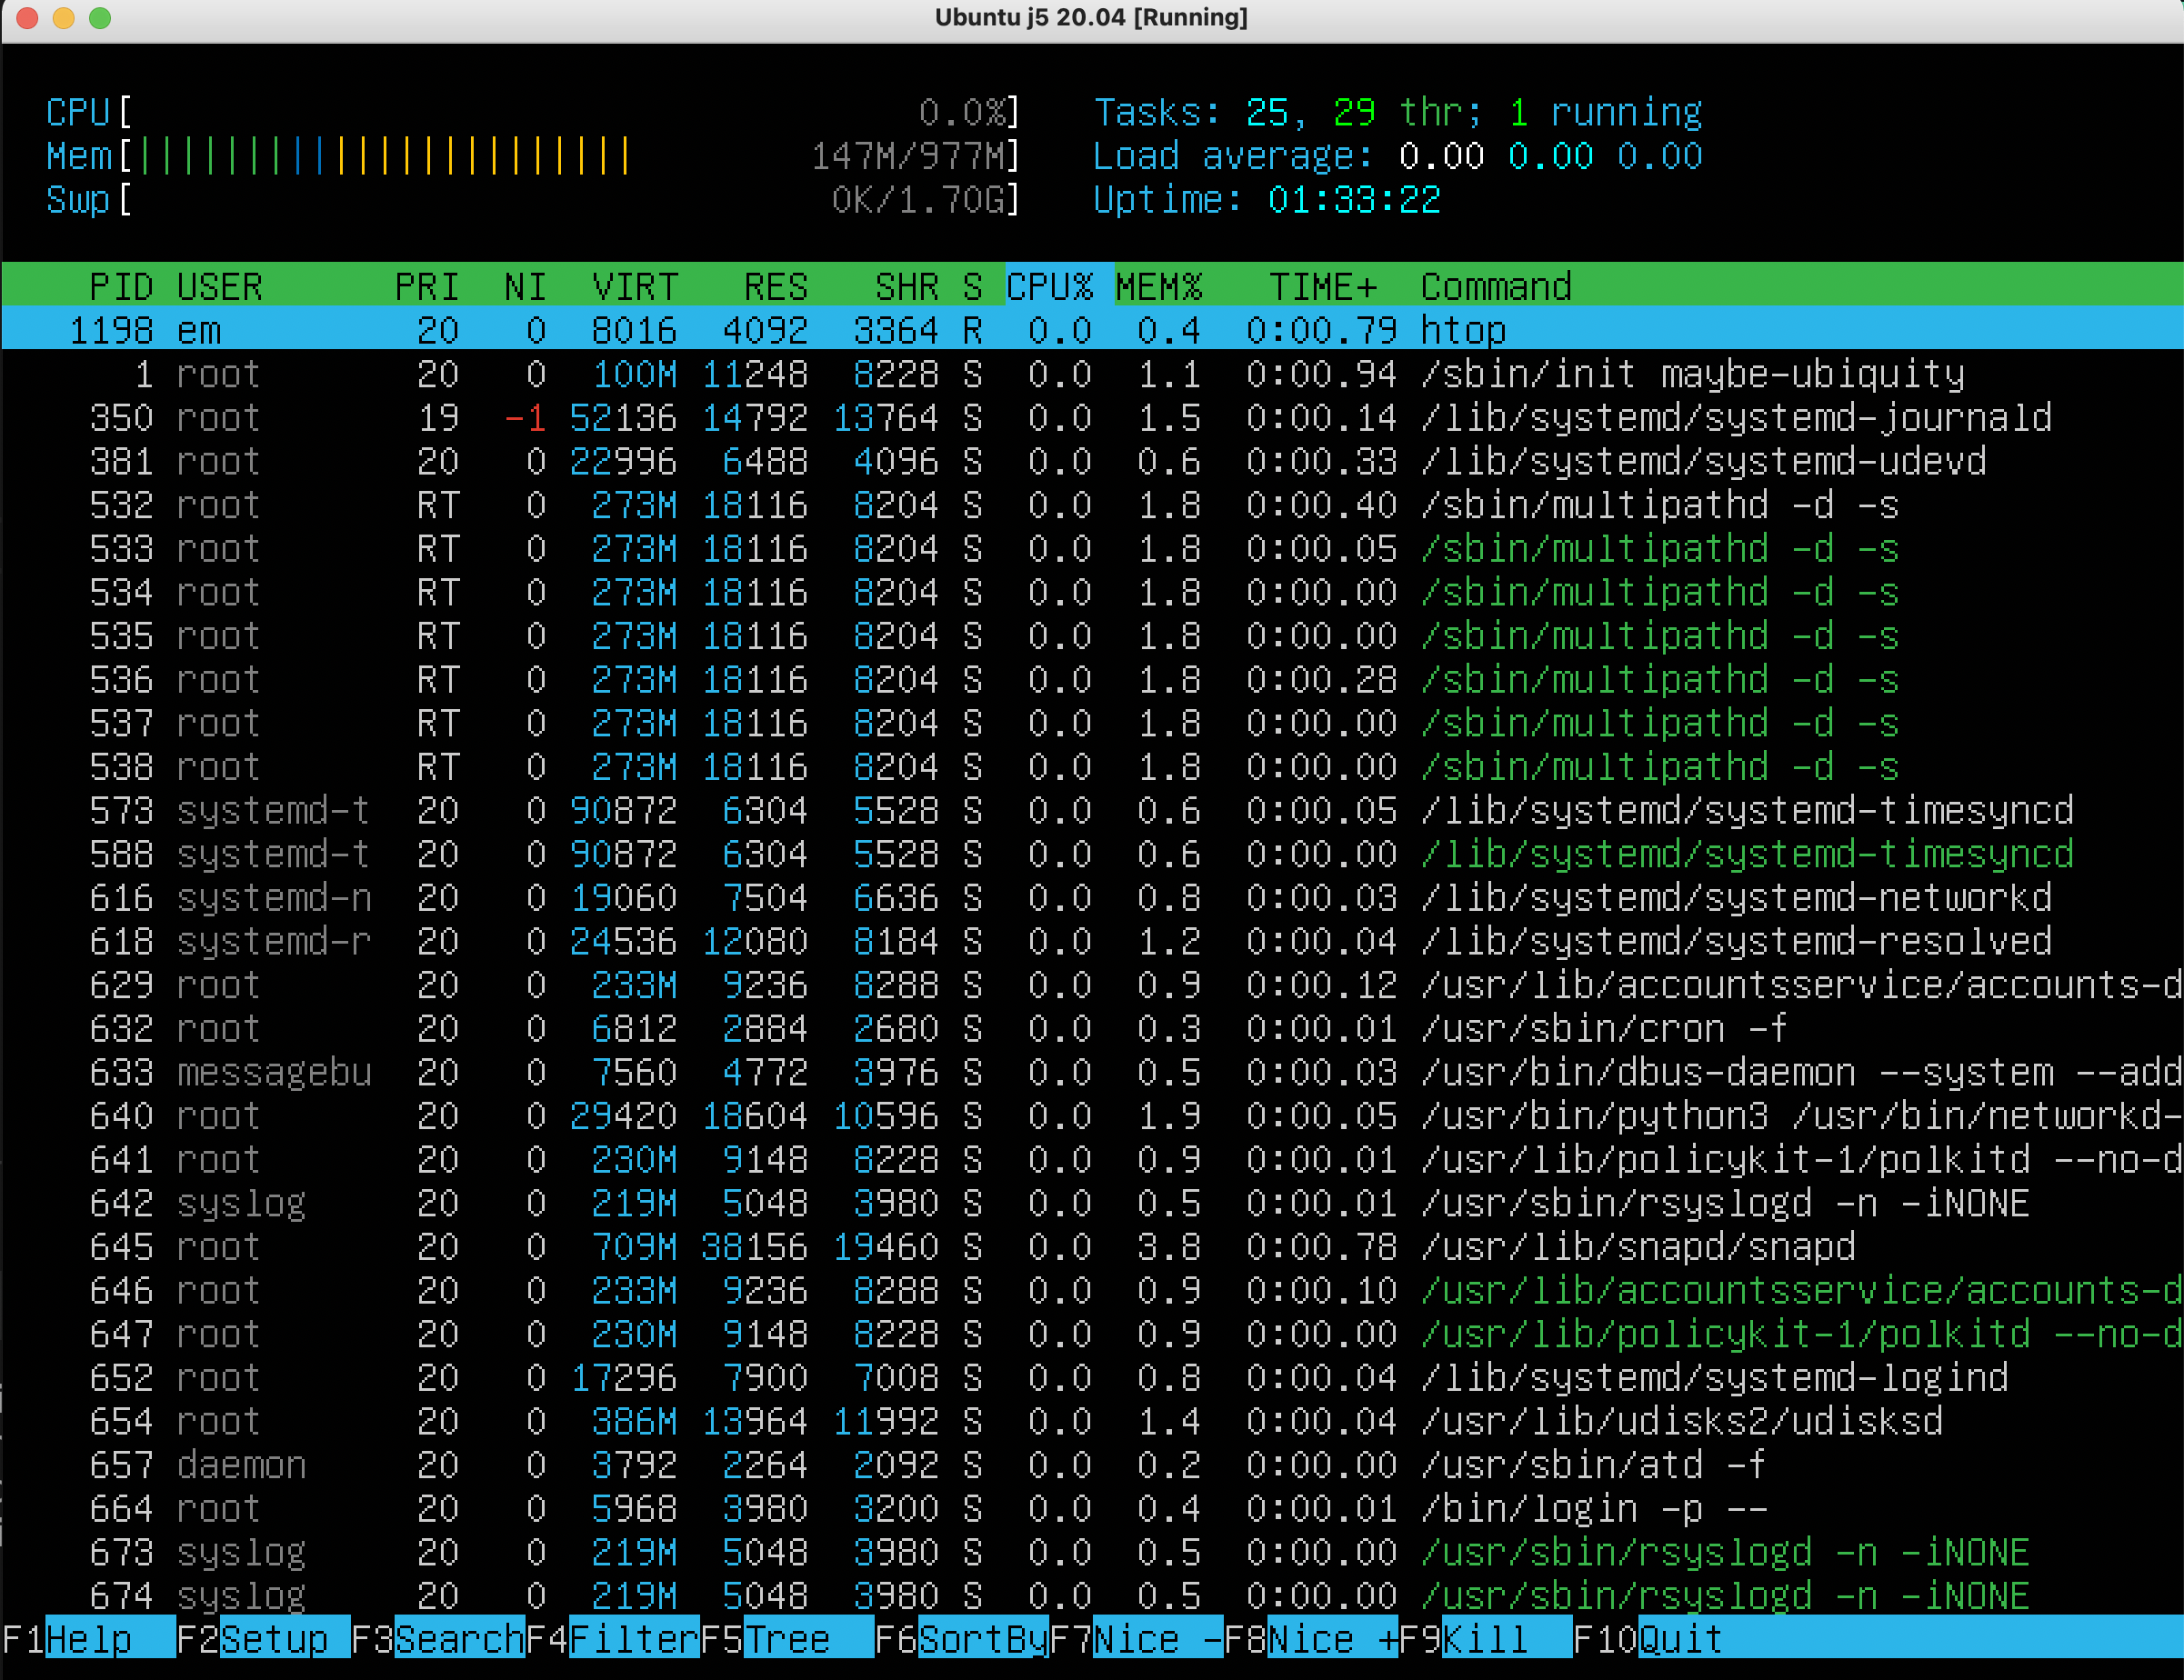 Ubuntu j5 20.04 [Running]
CPU[ 0.0%] Tasks: 25, 29 thr; 1 running
Mem[||||||||||||||||||||||| 147M/977M] Load average: 0.00 0.00 0.00
Swp[ 0K/1.70G] Uptime: 01:33:22
PID USER PRI NI VIRT RES SHR S CPU% MEM% TIME+ Command
1198 em 20 0 8016 4092 3364 R 0.0 0.4 0:00.79 htop
1 root 20 0 100M 11248 8228 S 0.0 1.1 0:00.94 /sbin/init maybe-ubiquity
350 root 19 -1 52136 14792 13764 S 0.0 1.5 0:00.14 /lib/systemd/systemd-journald
381 root 20 0 22996 6488 4096 S 0.0 0.6 0:00.33 /lib/systemd/systemd-udevd
532 root RT 0 273M 18116 8204 S 0.0 1.8 0:00.40 /sbin/multipathd -d -s
533 root RT 0 273M 18116 8204 S 0.0 1.8 0:00.05 /sbin/multipathd -d -s
534 root RT 0 273M 18116 8204 S 0.0 1.8 0:00.00 /sbin/multipathd -d -s
535 root RT 0 273M 18116 8204 S 0.0 1.8 0:00.00 /sbin/multipathd -d -s
536 root RT 0 273M 18116 8204 S 0.0 1.8 0:00.28 /sbin/multipathd -d -s
537 root RT 0 273M 18116 8204 S 0.0 1.8 0:00.00 /sbin/multipathd -d -s
538 root RT 0 273M 18116 8204 S 0.0 1.8 0:00.00 /sbin/multipathd -d -s
573 systemd-t 20 0 90872 6304 5528 S 0.0 0.6 0:00.05 /lib/systemd/systemd-timesyncd
588 systemd-t 20 0 90872 6304 5528 S 0.0 0.6 0:00.00 /lib/systemd/systemd-timesyncd
616 systemd-n 20 0 19060 7504 6636 S 0.0 0.8 0:00.03 /lib/systemd/systemd-networkd
618 systemd-r 20 0 24536 12080 8184 S 0.0 1.2 0:00.04 /lib/systemd/systemd-resolved
629 root 20 0 233M 9236 8288 S 0.0 0.9 0:00.12 /usr/lib/accountsservice/accounts-d
632 root 20 0 6812 2884 2680 S 0.0 0.3 0:00.01 /usr/sbin/cron -f
633 messagebu 20 0 7560 4772 3976 S 0.0 0.5 0:00.03 /usr/bin/dbus-daemon --system --add
640 root 20 0 29420 18604 10596 S 0.0 1.9 0:00.05 /usr/bin/python3 /usr/bin/networkd-
641 root 20 0 230M 9148 8228 S 0.0 0.9 0:00.01 /usr/lib/policykit-1/polkitd --no-d
642 syslog 20 0 219M 5048 3980 S 0.0 0.5 0:00.01 /usr/sbin/rsyslogd -n -iNONE
645 root 20 0 709M 38156 19460 S 0.0 3.8 0:00.78 /usr/lib/snapd/snapd
646 root 20 0 233M 9236 8288 S 0.0 0.9 0:00.10 /usr/lib/accountsservice/accounts-d
647 root 20 0 230M 9148 8228 S 0.0 0.9 0:00.00 /usr/lib/policykit-1/polkitd --no-d
652 root 20 0 17296 7900 7008 S 0.0 0.8 0:00.04 /lib/systemd/systemd-logind
654 root 20 0 386M 13964 11992 S 0.0 1.4 0:00.04 /usr/lib/udisks2/udisksd
657 daemon 20 0 3792 2264 2092 S 0.0 0.2 0:00.00 /usr/sbin/atd -f
664 root 20 0 5968 3980 3200 S 0.0 0.4 0:00.01 /bin/login -p --
673 syslog 20 0 219M 5048 3980 S 0.0 0.5 0:00.00 /usr/sbin/rsyslogd -n -iNONE
674 syslog 20 0 219M 5048 3980 S 0.0 0.5 0:00.00 /usr/sbin/rsyslogd -n -iNONE
F1Help F2Setup F3SearchF4FilterF5Tree F6SortByF7Nice -F8Nice +F9Kill F10Quit